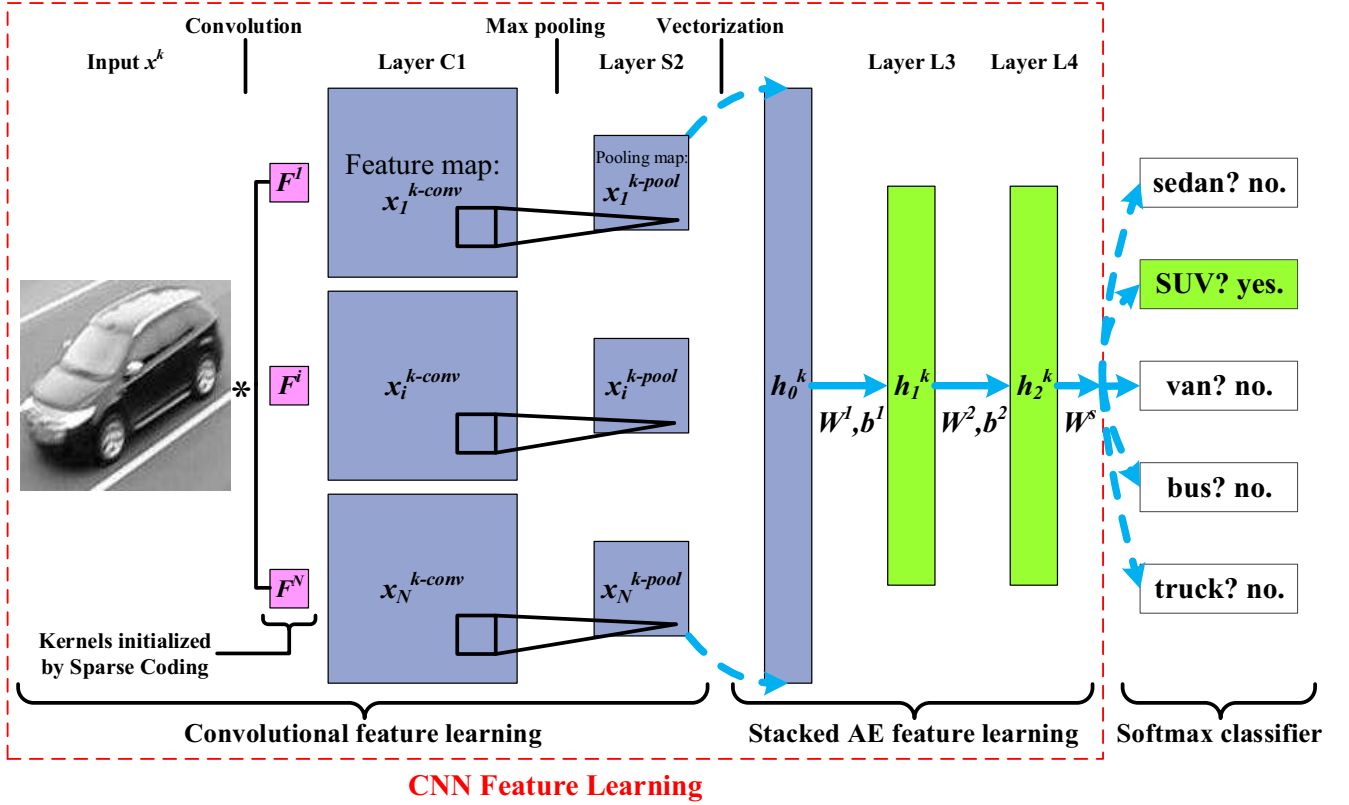 Convolution
Max pooling
Vectorization
Input x^k
Layer C1
Layer S2
Layer L3
Layer L4
F^1
Feature map:
x_1^{k-conv}
Pooling map:
x_1^{k-pool}
sedan? no.
SUV? yes.
*
F^i
x_i^{k-conv}
x_i^{k-pool}
h_0^k
W^1,b^1
h_1^k
W^2,b^2
h_2^k
W^s
van? no.
bus? no.
F^N
x_N^{k-conv}
x_N^{k-pool}
truck? no.
Kernels initialized
by Sparse Coding
Convolutional feature learning
Stacked AE feature learning
Softmax classifier
CNN Feature Learning